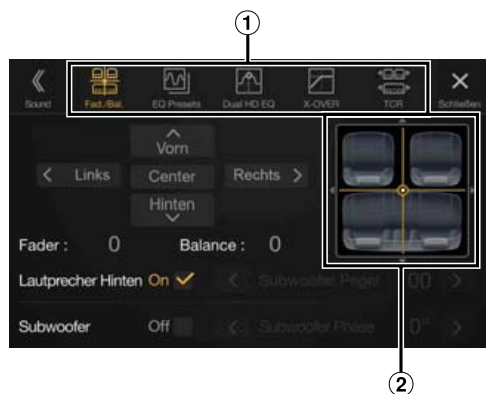 1
Sound Fad./Bal. EQ Presets Dual HD EQ X-OVER TCR Schließen
Vorn
Links Center Rechts
Hinten
Fader : 0 Balance : 0
Lautprecher Hinten On Subwoofer Pegel 00
Subwoofer Off Subwoofer Phase 0°
2